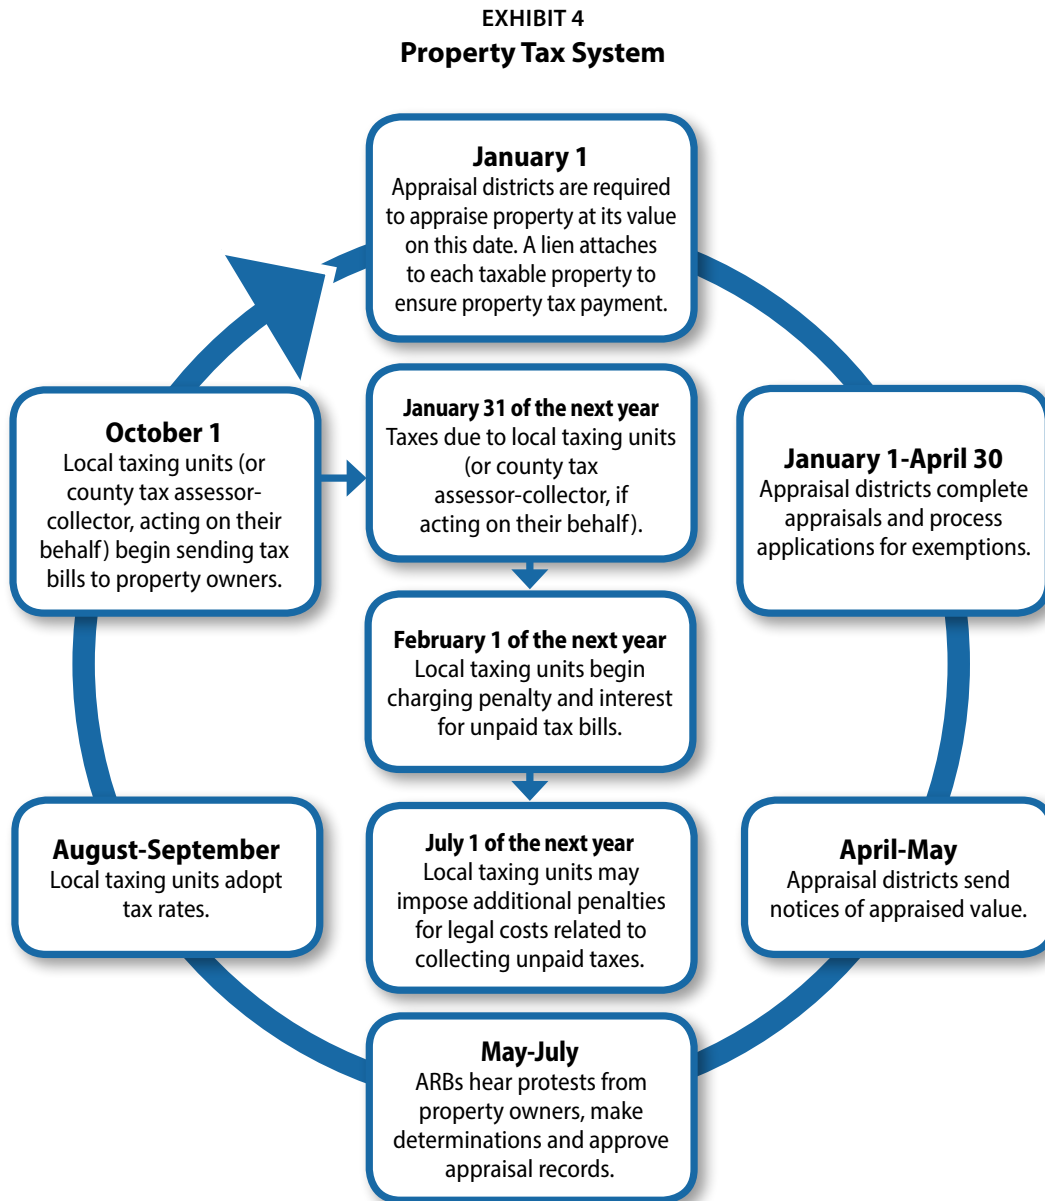 EXHIBIT 4
Property Tax System
January 1
Appraisal districts are required
to appraise property at its value
on this date. A lien attaches
to each taxable property to
ensure property tax payment.
January 1-April 30
Appraisal districts complete
appraisals and process
applications for exemptions.
April-May
Appraisal districts send
notices of appraised value.
May-July
ARBs hear protests from
property owners, make
determinations and approve
appraisal records.
August-September
Local taxing units adopt
tax rates.
October 1
Local taxing units (or
county tax assessor-
collector, acting on their
behalf) begin sending tax
bills to property owners.
January 31 of the next year
Taxes due to local taxing units
(or county tax
assessor-collector, if
acting on their behalf).
February 1 of the next year
Local taxing units begin
charging penalty and interest
for unpaid tax bills.
July 1 of the next year
Local taxing units may
impose additional penalties
for legal costs related to
collecting unpaid taxes.